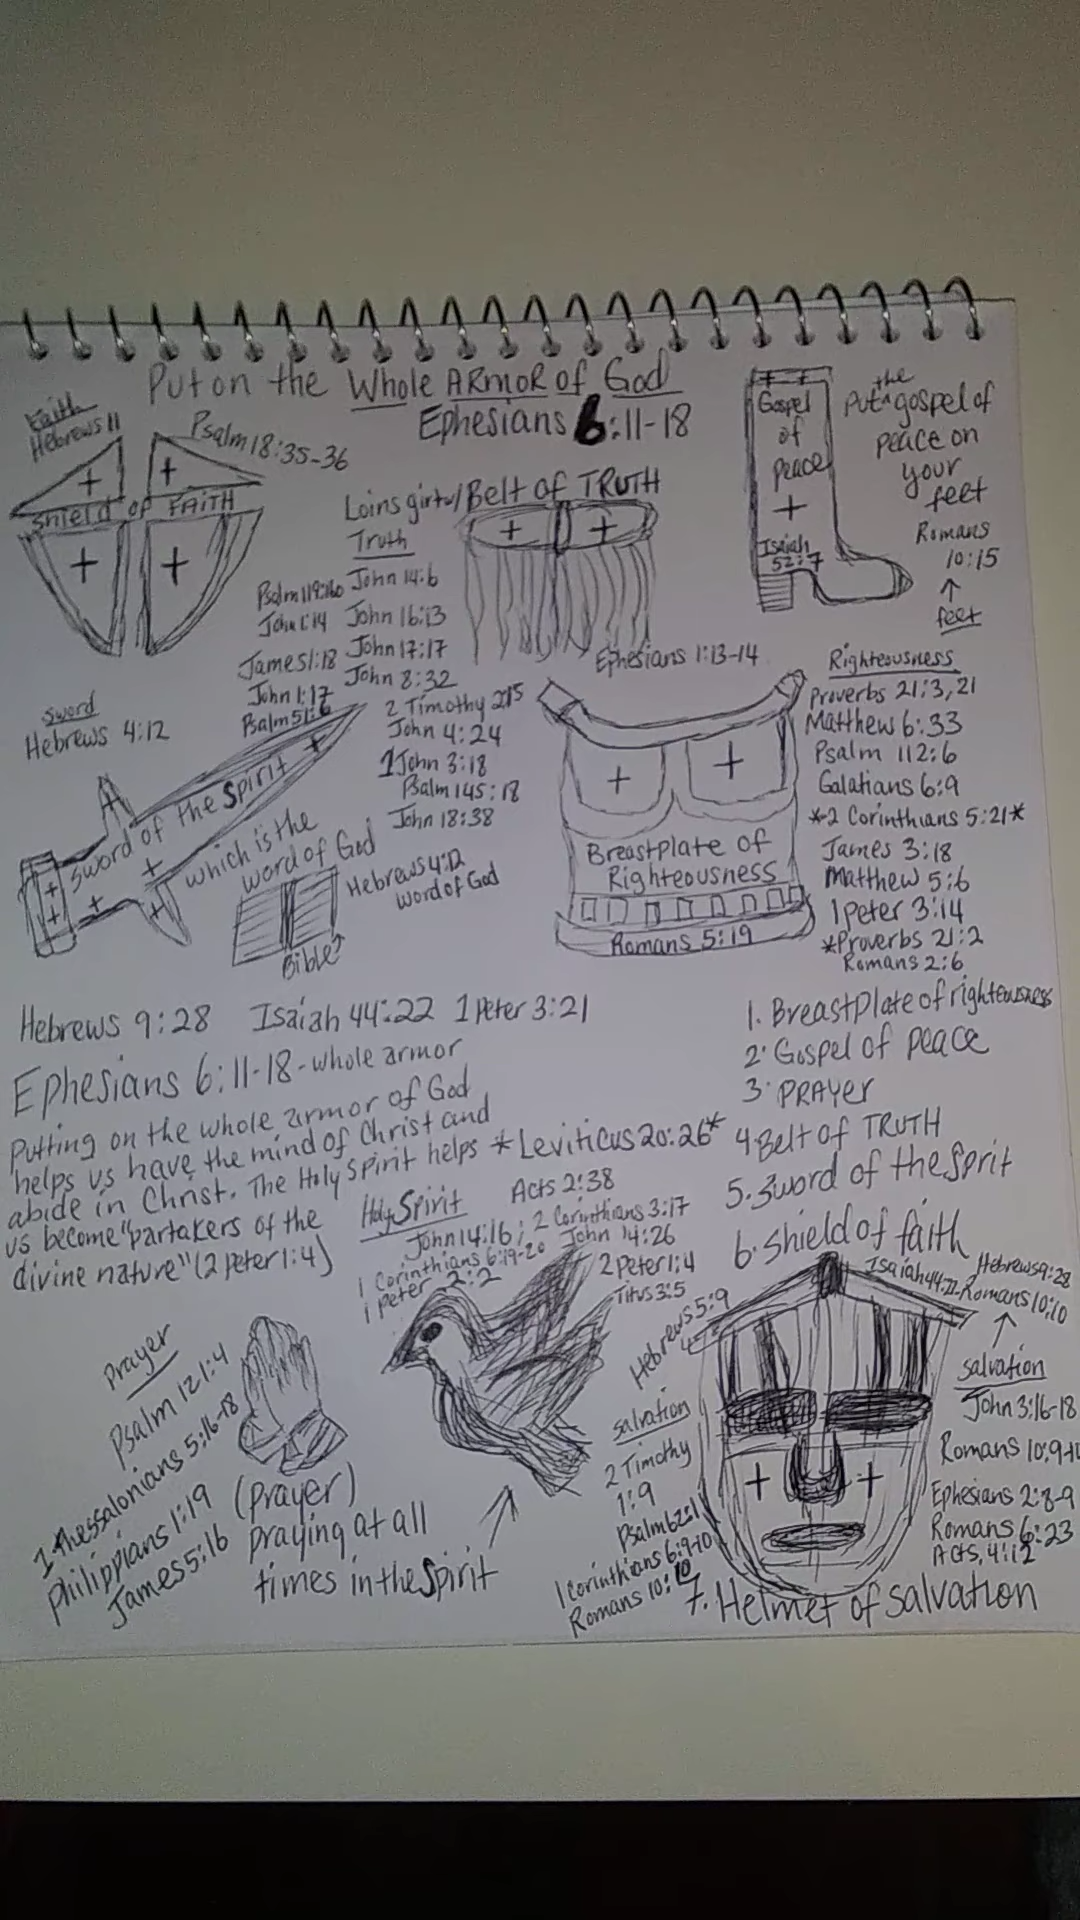 Put on the Whole ARMOR of God
Ephesians 6:11-18
Faith
Hebrews 11
Psalm 18:35-36
Shield of FAITH
Loins girt w/Belt of TRUTH
Truth
Psalm 119:160
John 1:14
James 1:18
John 1:17
Psalm 51:6
John 14:6
John 16:13
John 17:17
John 8:32
2 Timothy 2:15
John 4:24
1 John 3:18
Psalm 145:18
John 18:38
Gospel
of
peace
Isaiah
52:7
Put the gospel of
peace on
your
feet
Romans
10:15
feet
Ephesians 1:13-14
Breastplate of
Righteousness
Romans 5:19
Righteousness
Proverbs 21:3,21
Matthew 6:33
Psalm 112:6
Galatians 6:9
*2 Corinthians 5:21*
James 3:18
Matthew 5:6
1 Peter 3:14
*Proverbs 21:2
Romans 2:6
Sword
Hebrews 4:12
Sword of the Spirit
which is the
word of God
Hebrews 4:12
word of God
Bible
Hebrews 9:28 Isaiah 44:22 1 Peter 3:21
Ephesians 6:11-18-whole armor
Putting on the whole armor of God
helps us have the mind of Christ and
abide in Christ. The Holy Spirit helps
us become "partakers of the
divine nature" (2 Peter 1:4)
*Leviticus 20:26*
1. Breastplate of righteousness
2. Gospel of peace
3. PRAYER
4 Belt of TRUTH
5. Sword of the Sprit
6. Shield of faith
Holy Spirit
Acts 2:38
John 14:16; 2 Corinthians 3:17
1 Corinthians 6:19-20 John 14:26
1 Peter 2:2
2 Peter 1:4
Titus 3:5
Prayer
Psalm 121:4
1 Thessalonians 5:16-18
Philippians 1:19
James 5:16
(prayer)
praying at all
times in the Spirit
Hebrews 5:9
salvation
2 Timothy
1:9
Psalm 62:1
1 Corinthians 6:9-10
Romans 10:10
Isaiah 44:22
Hebrews 9:28
Romans 10:10
salvation
John 3:16-18
Romans 10:9-10
Ephesians 2:8-9
Romans 6:23
Acts, 4:12
7. Helmet of salvation